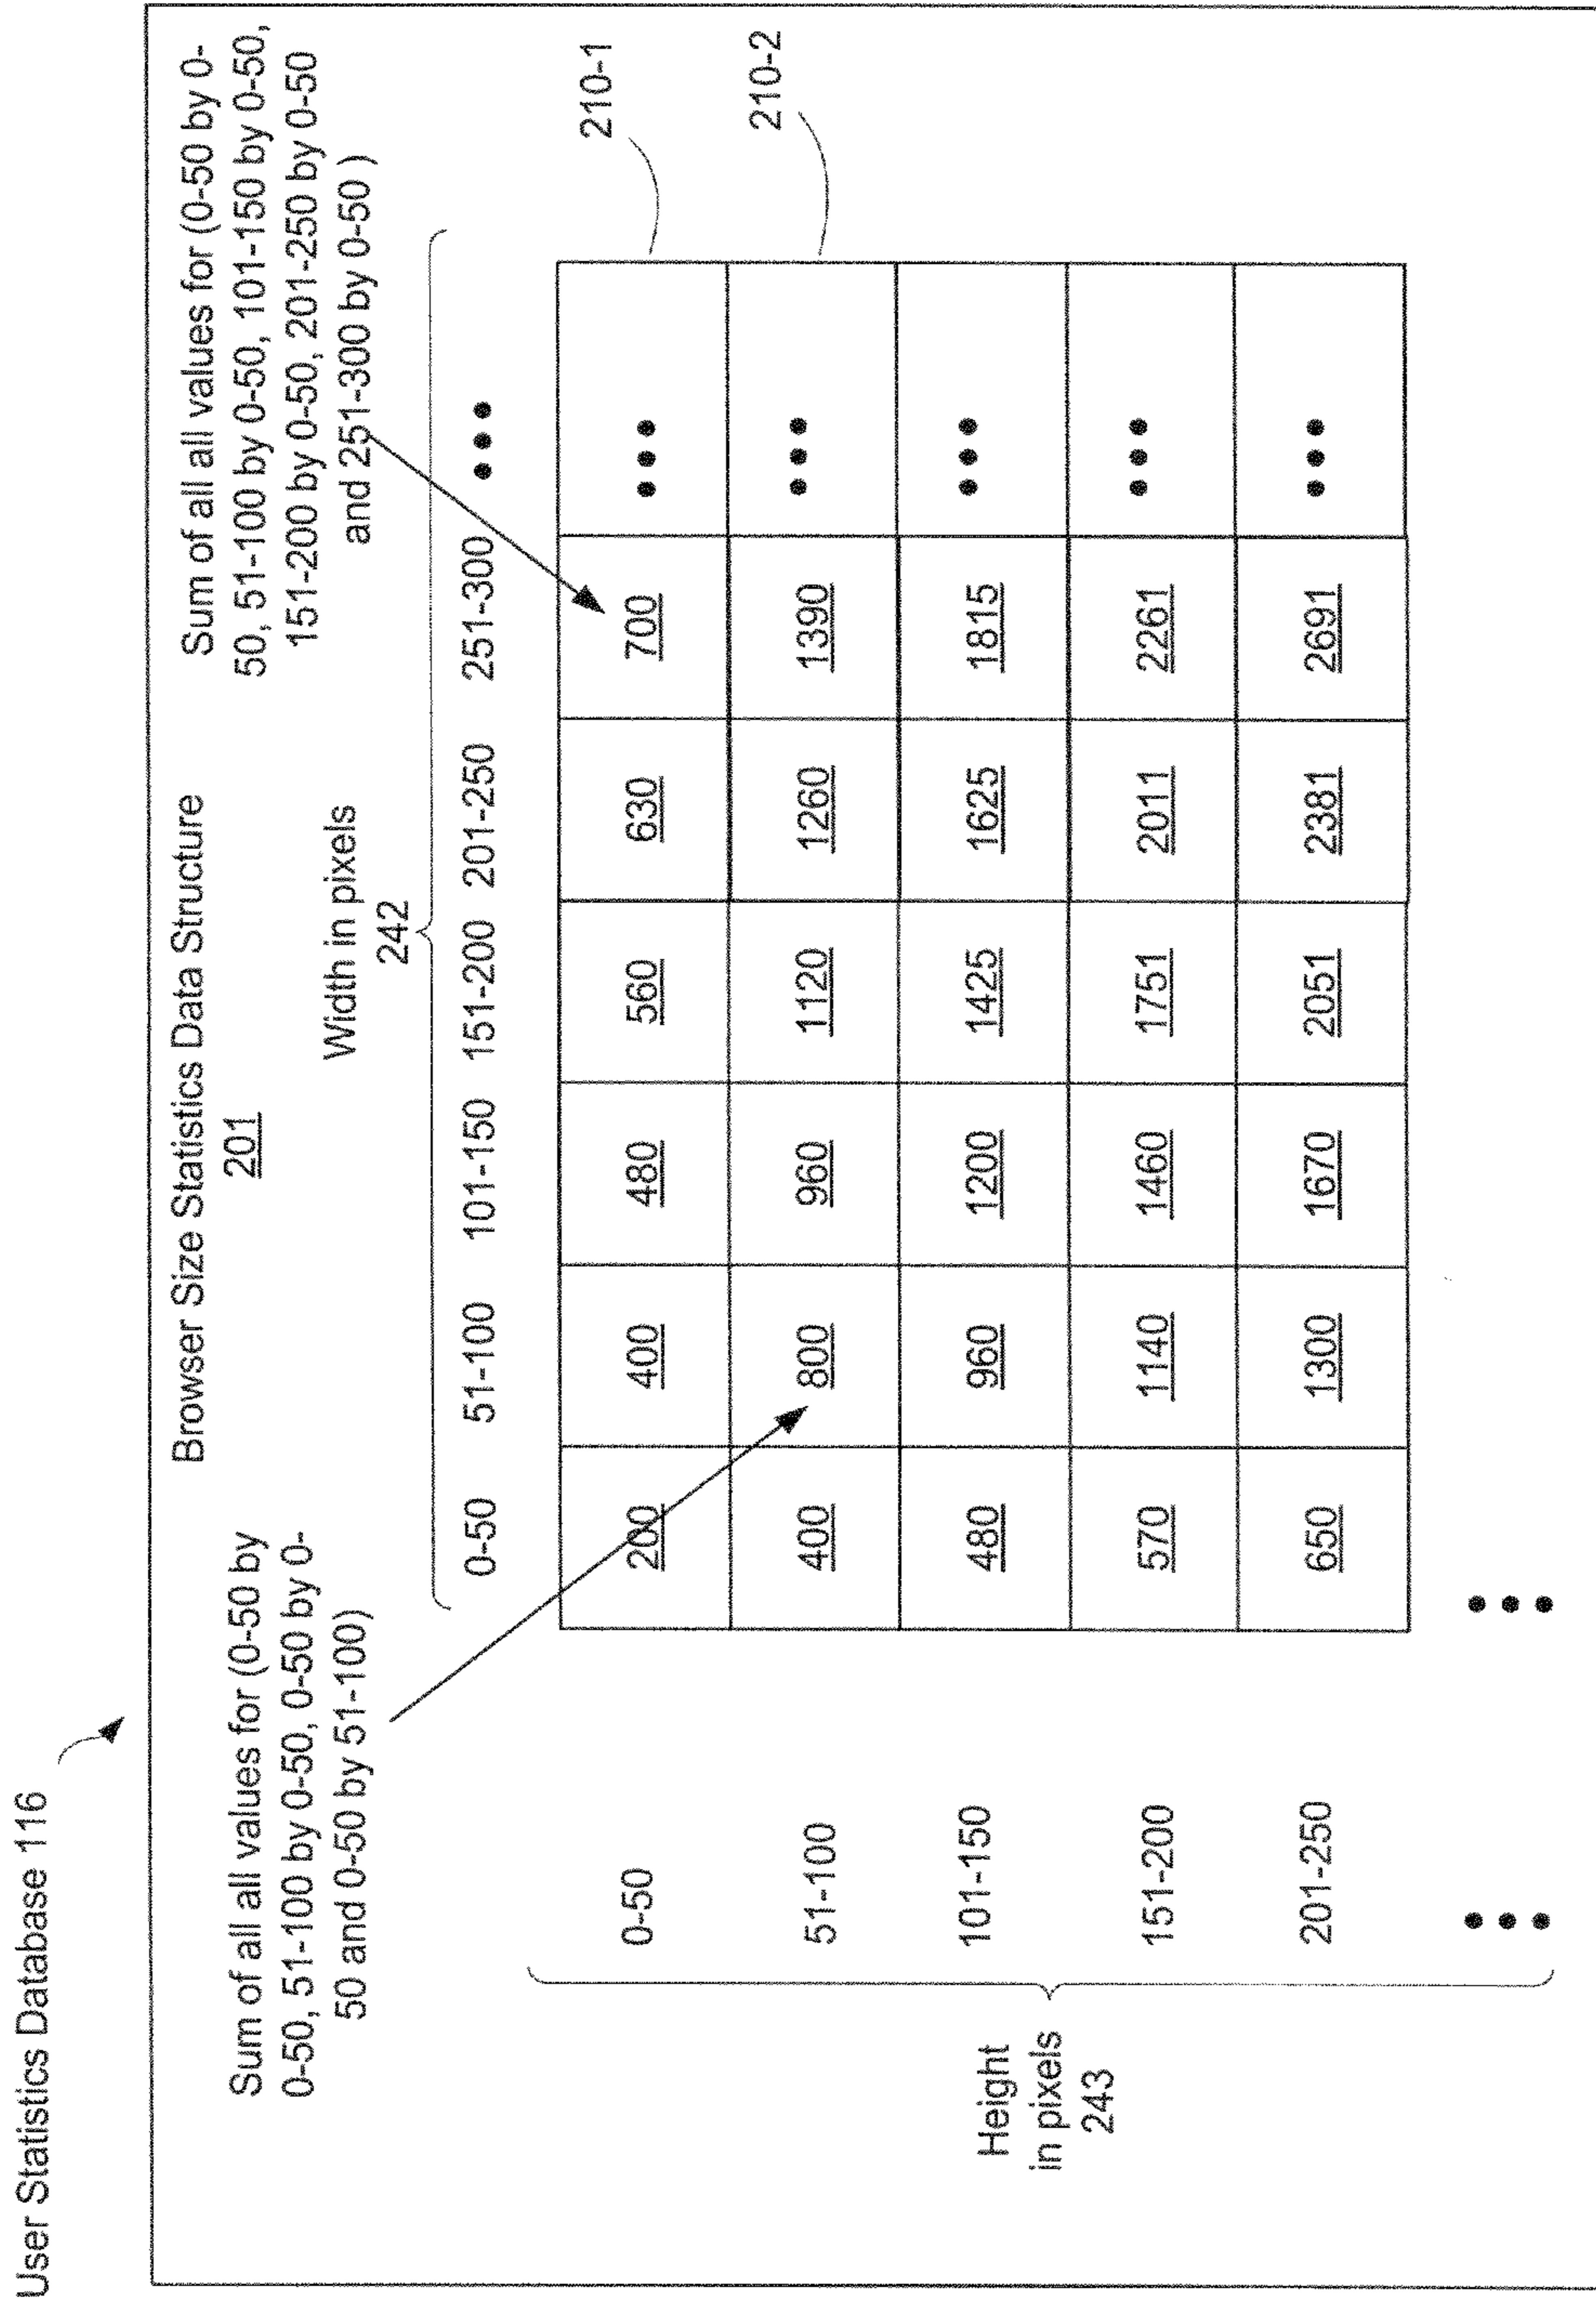 User Statistics Database 116
Browser Size Statistics Data Structure
201
Sum of all all values for (0-50 by
0-50, 51-100 by 0-50, 0-50 by 0-
50 and 0-50 by 51-100)
Sum of all all values for (0-50 by 0-
50, 51-100 by 0-50, 101-150 by 0-50,
151-200 by 0-50, 201-250 by 0-50
and 251-300 by 0-50 )
Width in pixels
242
0-50 51-100 101-150 151-200 201-250 251-300 •••
210-1
210-2
Height
in pixels
243
0-50 200 400 480 560 630 700 •••
51-100 400 800 960 1120 1260 1390 •••
101-150 480 960 1200 1425 1625 1815 •••
151-200 570 1140 1460 1751 2011 2261 •••
201-250 650 1300 1670 2051 2381 2691 •••